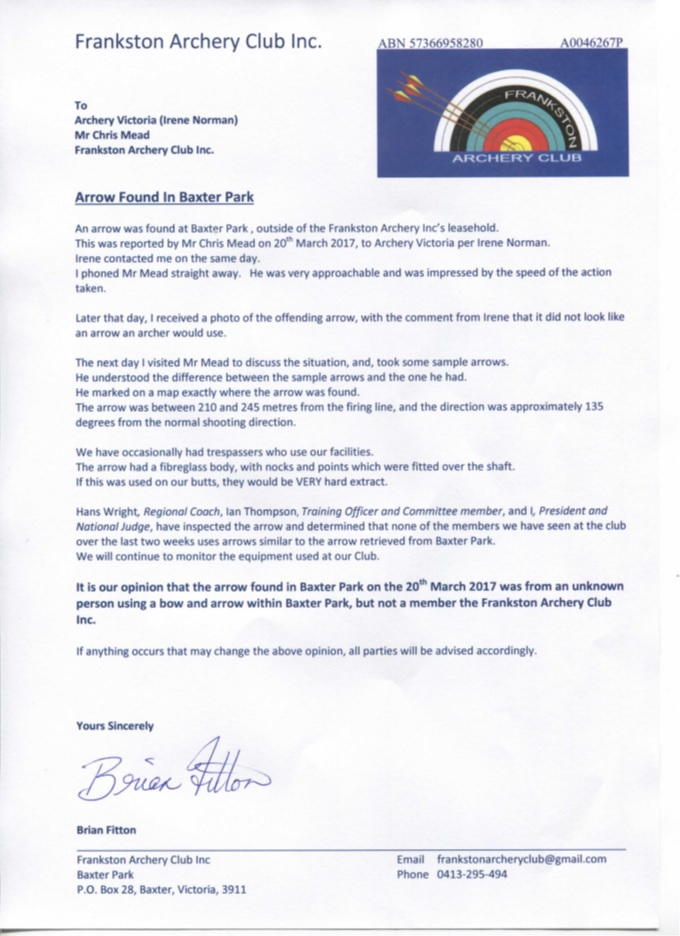 Frankston Archery Club Inc.
ABN 57366958280 A0046267P
FRANKSTON
ARCHERY CLUB
To
Archery Victoria (Irene Norman)
Mr Chris Mead
Frankston Archery Club Inc.
Arrow Found In Baxter Park
An arrow was found at Baxter Park , outside of the Frankston Archery Inc's leasehold.
This was reported by Mr Chris Mead on 20th March 2017, to Archery Victoria per Irene Norman.
Irene contacted me on the same day.
I phoned Mr Mead straight away. He was very approachable and was impressed by the speed of the action
taken.
Later that day, I received a photo of the offending arrow, with the comment from Irene that it did not look like
an arrow an archer would use.
The next day I visited Mr Mead to discuss the situation, and, took some sample arrows.
He understood the difference between the sample arrows and the one he had.
He marked on a map exactly where the arrow was found.
The arrow was between 210 and 245 metres from the firing line, and the direction was approximately 135
degrees from the normal shooting direction.
We have occasionally had trespassers who use our facilities.
The arrow had a fibreglass body, with nocks and points which were fitted over the shaft.
If this was used on our butts, they would be VERY hard extract.
Hans Wright, Regional Coach, Ian Thompson, Training Officer and Committee member, and I, President and
National Judge, have inspected the arrow and determined that none of the members we have seen at the club
over the last two weeks uses arrows similar to the arrow retrieved from Baxter Park.
We will continue to monitor the equipment used at our Club.
It is our opinion that the arrow found in Baxter Park on the 20th March 2017 was from an unknown
person using a bow and arrow within Baxter Park, but not a member the Frankston Archery Club
Inc.
If anything occurs that may change the above opinion, all parties will be advised accordingly.
Yours Sincerely
Brian Fitton
Brian Fitton
Frankston Archery Club Inc
Baxter Park
P.O. Box 28, Baxter, Victoria, 3911
Email frankstonarcheryclub@gmail.com
Phone 0413-295-494